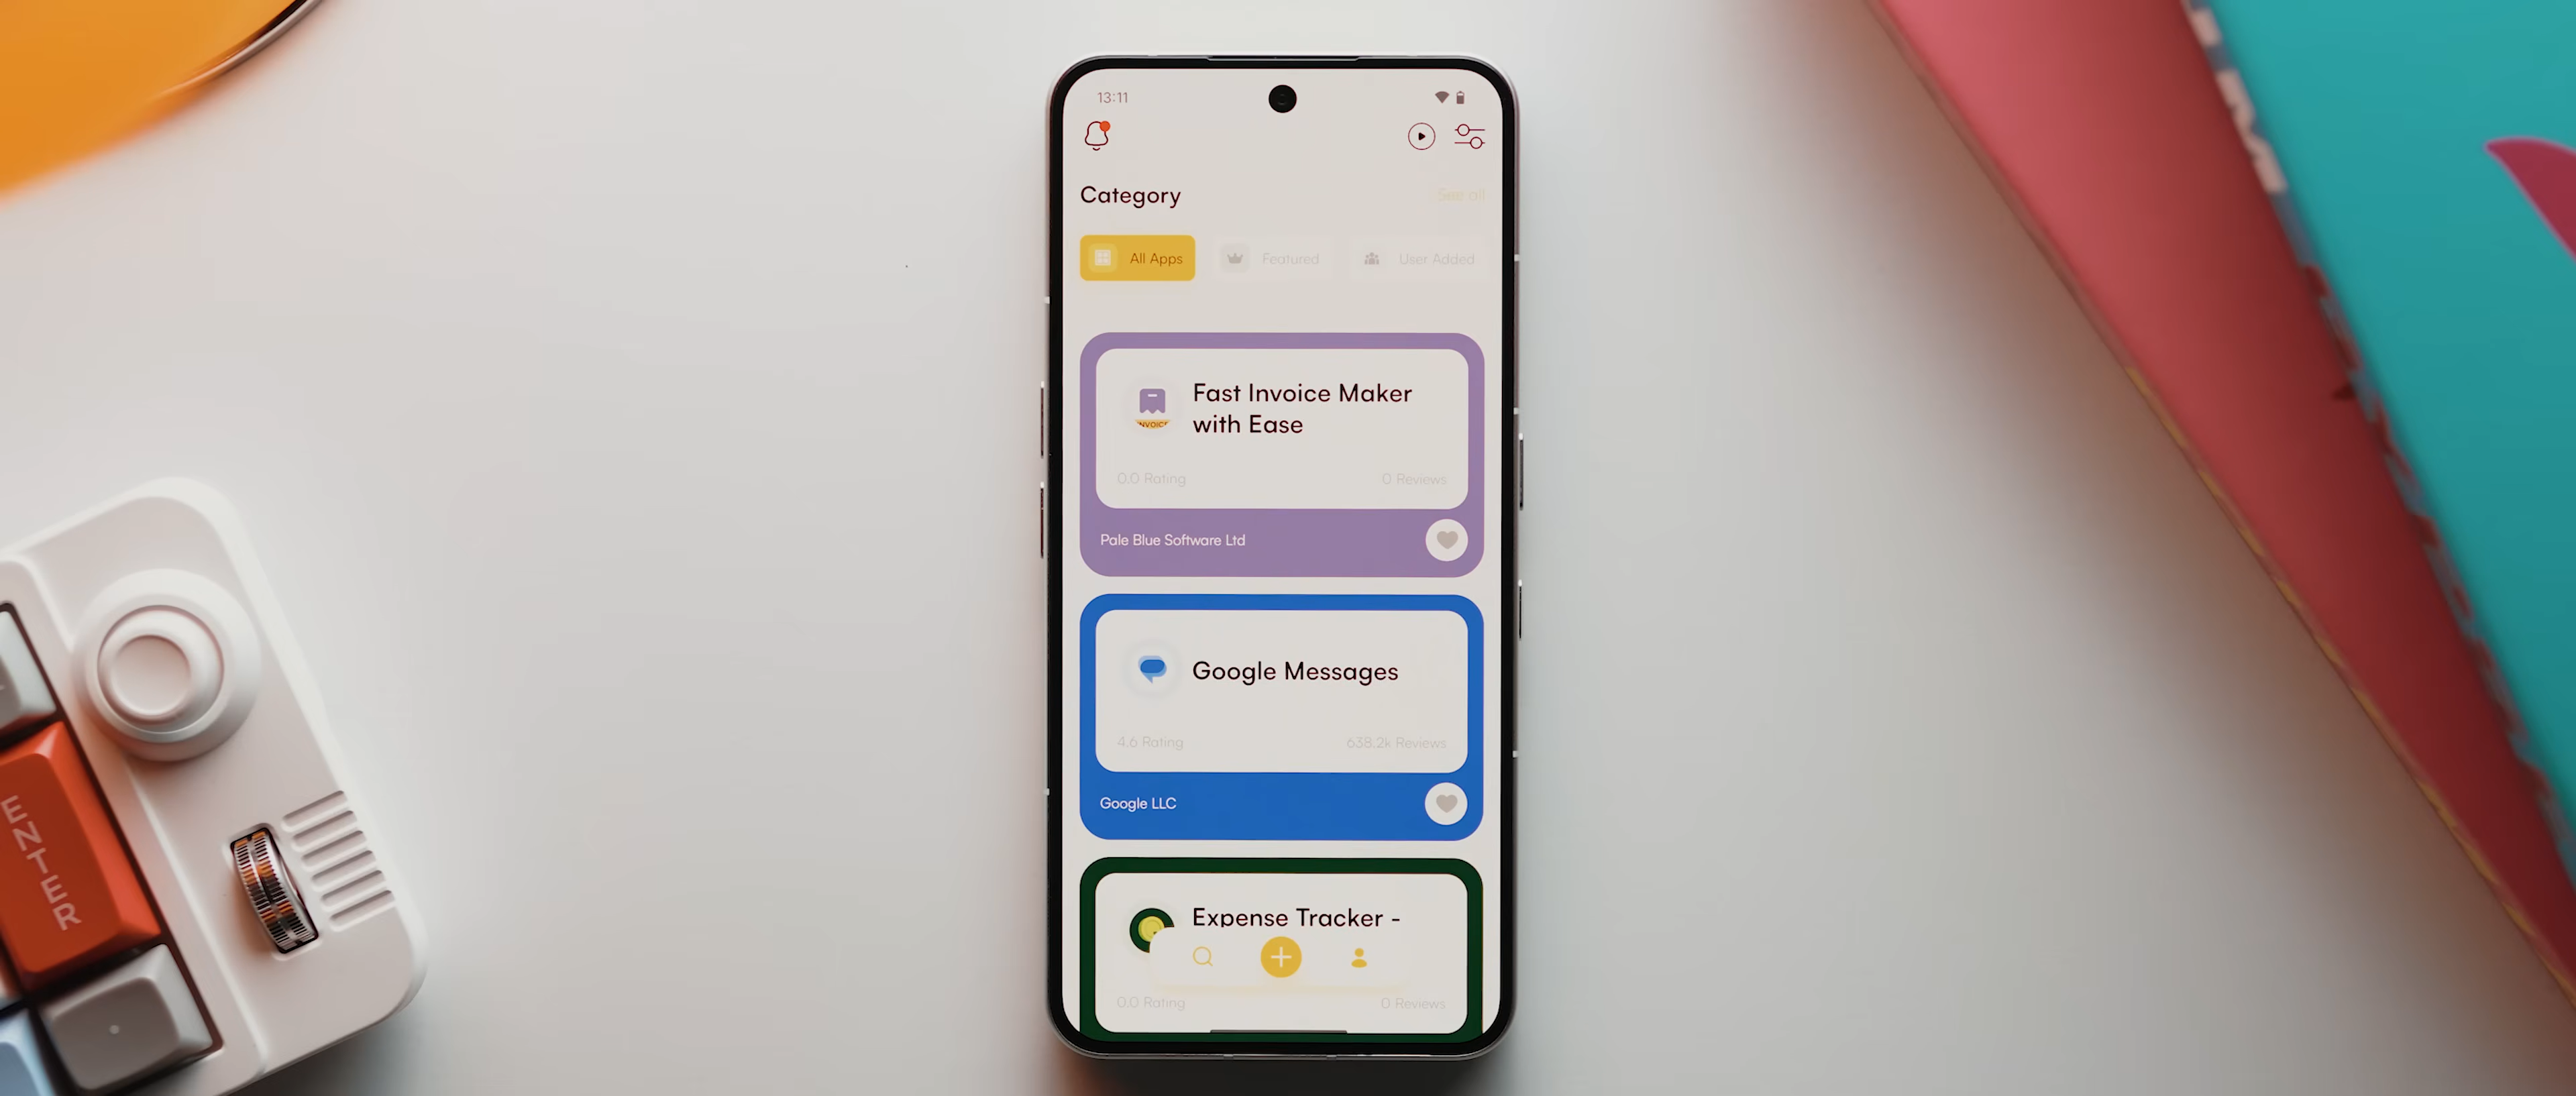 13:11
Category
See all
All Apps
Featured
User Added
Fast Invoice Maker
with Ease
INVOICE
0.0 Rating
0 Reviews
Pale Blue Software Ltd
Google Messages
4.6 Rating
638.2k Reviews
Google LLC
Expense Tracker -
0.0 Rating
0 Reviews
ENTER